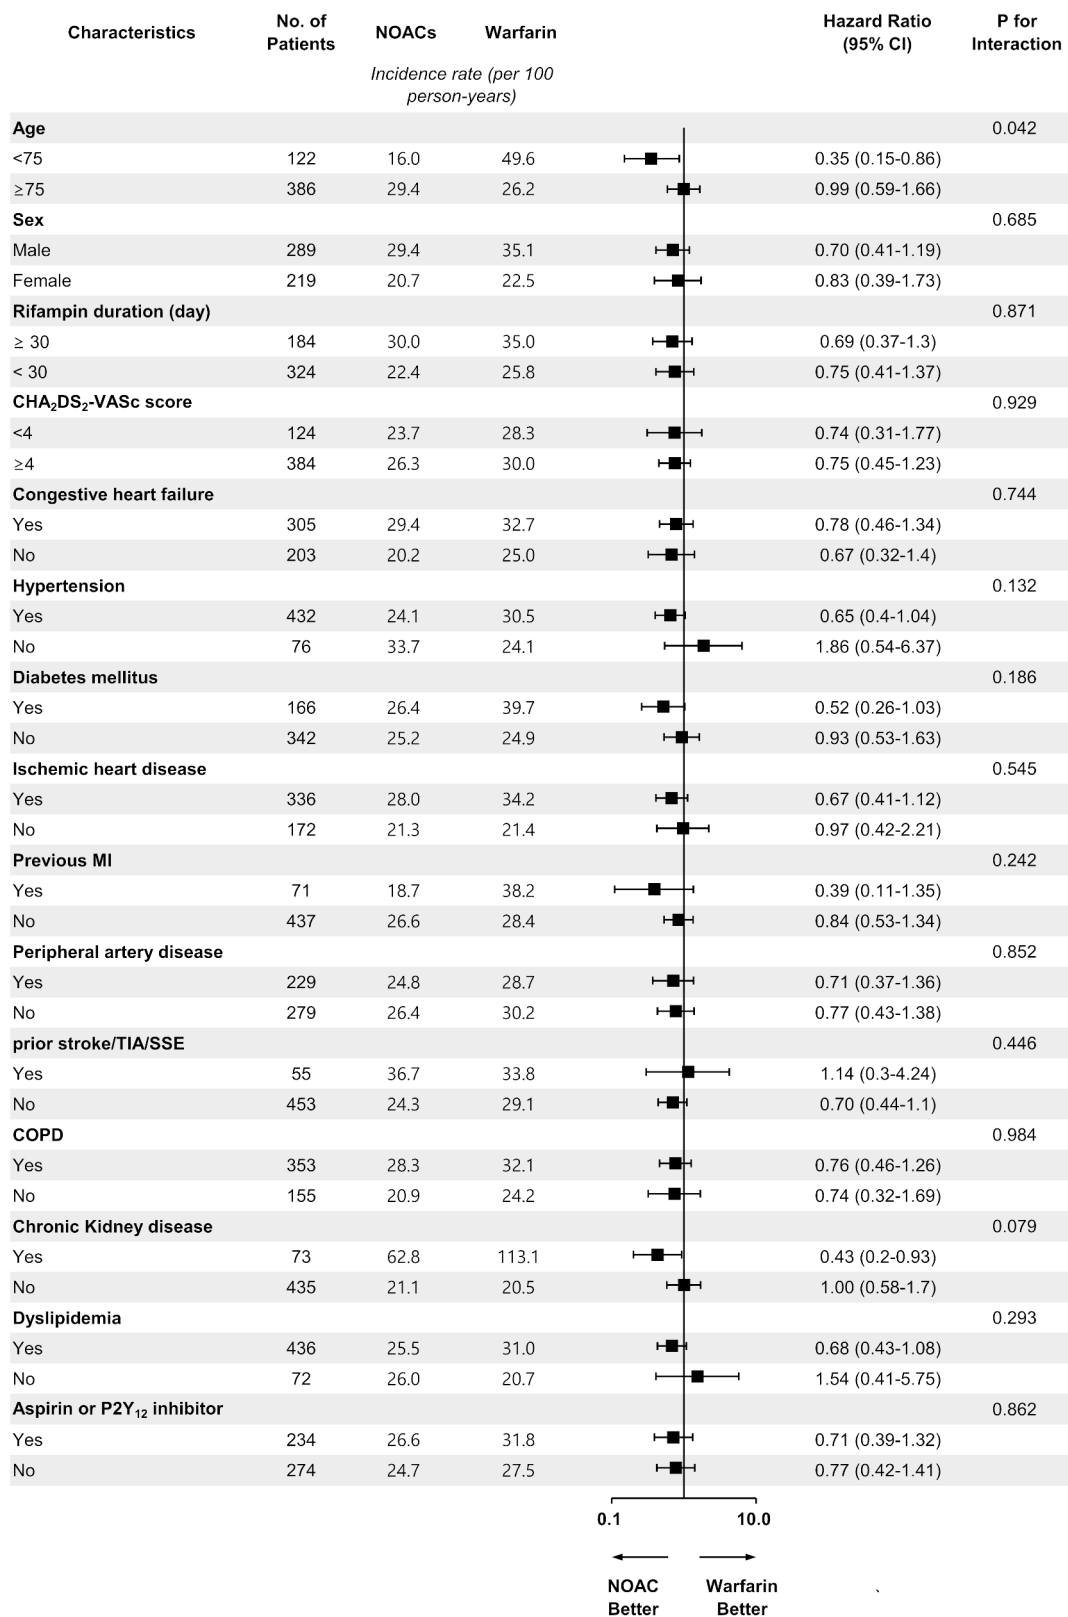 Characteristics No. of Patients NOACs Warfarin Hazard Ratio (95% CI) P for Interaction
Incidence rate (per 100 person-years)
Age 0.042
<75 122 16.0 49.6 0.35 (0.15-0.86)
≥75 386 29.4 26.2 0.99 (0.59-1.66)
Sex 0.685
Male 289 29.4 35.1 0.70 (0.41-1.19)
Female 219 20.7 22.5 0.83 (0.39-1.73)
Rifampin duration (day) 0.871
≥ 30 184 30.0 35.0 0.69 (0.37-1.3)
< 30 324 22.4 25.8 0.75 (0.41-1.37)
CHA₂DS₂-VASc score 0.929
<4 124 23.7 28.3 0.74 (0.31-1.77)
≥4 384 26.3 30.0 0.75 (0.45-1.23)
Congestive heart failure 0.744
Yes 305 29.4 32.7 0.78 (0.46-1.34)
No 203 20.2 25.0 0.67 (0.32-1.4)
Hypertension 0.132
Yes 432 24.1 30.5 0.65 (0.4-1.04)
No 76 33.7 24.1 1.86 (0.54-6.37)
Diabetes mellitus 0.186
Yes 166 26.4 39.7 0.52 (0.26-1.03)
No 342 25.2 24.9 0.93 (0.53-1.63)
Ischemic heart disease 0.545
Yes 336 28.0 34.2 0.67 (0.41-1.12)
No 172 21.3 21.4 0.97 (0.42-2.21)
Previous MI 0.242
Yes 71 18.7 38.2 0.39 (0.11-1.35)
No 437 26.6 28.4 0.84 (0.53-1.34)
Peripheral artery disease 0.852
Yes 229 24.8 28.7 0.71 (0.37-1.36)
No 279 26.4 30.2 0.77 (0.43-1.38)
prior stroke/TIA/SSE 0.446
Yes 55 36.7 33.8 1.14 (0.3-4.24)
No 453 24.3 29.1 0.70 (0.44-1.1)
COPD 0.984
Yes 353 28.3 32.1 0.76 (0.46-1.26)
No 155 20.9 24.2 0.74 (0.32-1.69)
Chronic Kidney disease 0.079
Yes 73 62.8 113.1 0.43 (0.2-0.93)
No 435 21.1 20.5 1.00 (0.58-1.7)
Dyslipidemia 0.293
Yes 436 25.5 31.0 0.68 (0.43-1.08)
No 72 26.0 20.7 1.54 (0.41-5.75)
Aspirin or P2Y₁₂ inhibitor 0.862
Yes 234 26.6 31.8 0.71 (0.39-1.32)
No 274 24.7 27.5 0.77 (0.42-1.41)
0.1 10.0
NOAC Better Warfarin Better